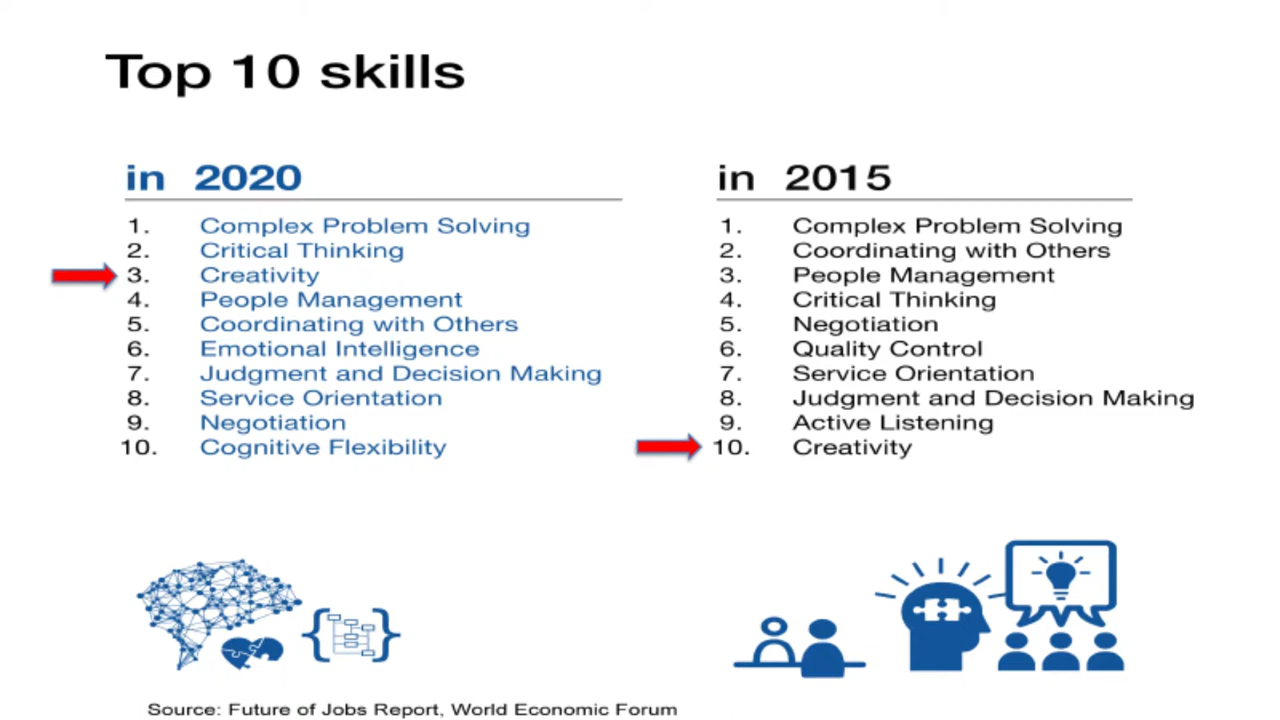 Top 10 skills
in 2020
1. Complex Problem Solving
2. Critical Thinking
3. Creativity
4. People Management
5. Coordinating with Others
6. Emotional Intelligence
7. Judgment and Decision Making
8. Service Orientation
9. Negotiation
10. Cognitive Flexibility
in 2015
1. Complex Problem Solving
2. Coordinating with Others
3. People Management
4. Critical Thinking
5. Negotiation
6. Quality Control
7. Service Orientation
8. Judgment and Decision Making
9. Active Listening
10. Creativity
Source: Future of Jobs Report, World Economic Forum